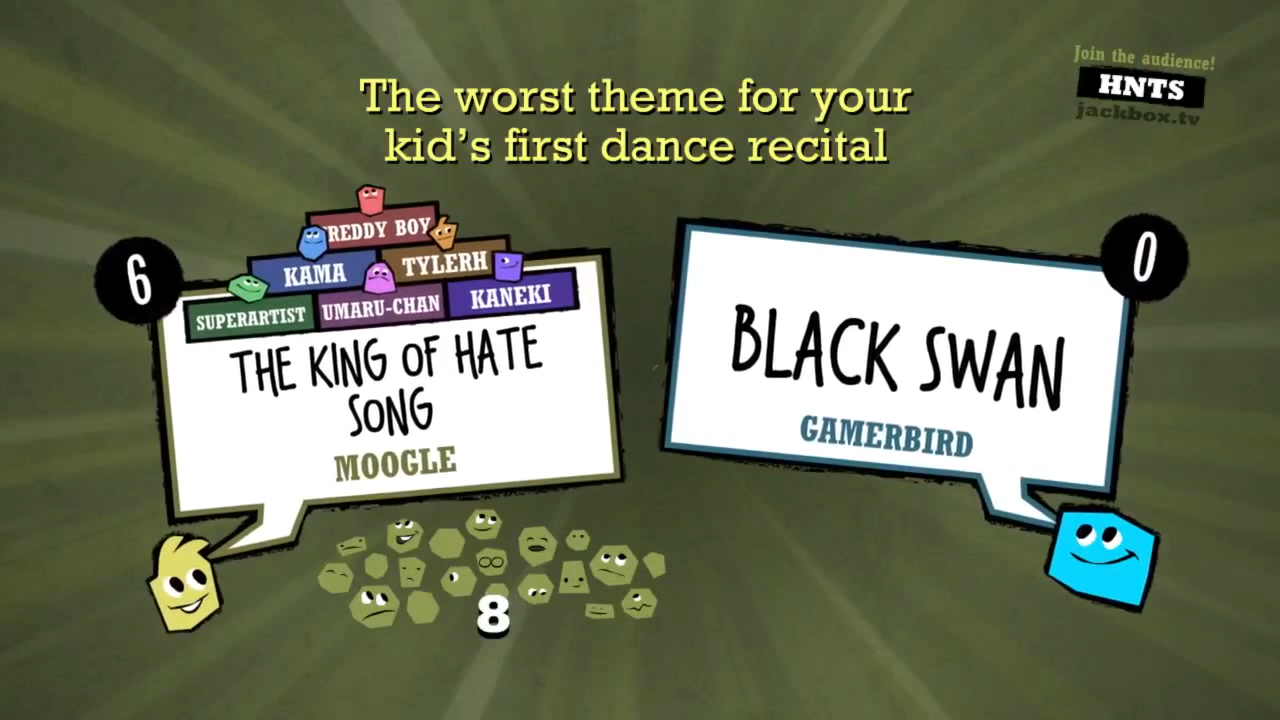 Join the audience!
HNTS
jackbox.tv
The worst theme for your
kid's first dance recital
6
REDDY BOY
KAMA
TYLERH
SUPERARTIST
UMARU-CHAN
KANEKI
THE KING OF HATE
SONG
MOOGLE
0
BLACK SWAN
GAMERBIRD
8